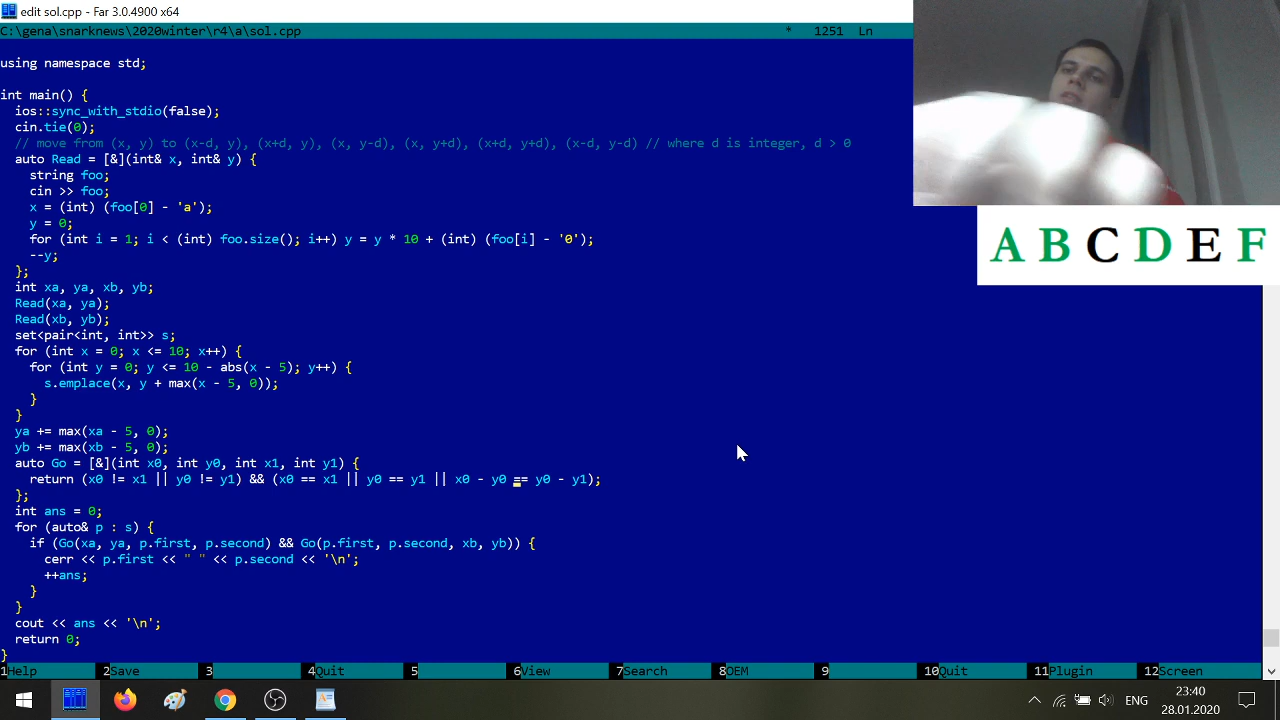 edit sol.cpp - Far 3.0.4900 x64
C:\gena\snarknews\2020winter\r4\a\sol.cpp * 1251 Ln
using namespace std;
int main() {
ios::sync_with_stdio(false);
cin.tie(0);
// move from (x, y) to (x-d, y), (x+d, y), (x, y-d), (x, y+d), (x+d, y+d), (x-d, y-d) // where d is integer, d > 0
auto Read = [&](int& x, int& y) {
string foo;
cin >> foo;
x = (int) (foo[0] - 'a');
y = 0;
for (int i = 1; i < (int) foo.size(); i++) y = y * 10 + (int) (foo[i] - '0');
--y;
};
int xa, ya, xb, yb;
Read(xa, ya);
Read(xb, yb);
set<pair<int, int>> s;
for (int x = 0; x <= 10; x++) {
for (int y = 0; y <= 10 - abs(x - 5); y++) {
s.emplace(x, y + max(x - 5, 0));
}
}
ya += max(xa - 5, 0);
yb += max(xb - 5, 0);
auto Go = [&](int x0, int y0, int x1, int y1) {
return (x0 != x1 || y0 != y1) && (x0 == x1 || y0 == y1 || x0 - y0 == y0 - y1);
};
int ans = 0;
for (auto& p : s) {
if (Go(xa, ya, p.first, p.second) && Go(p.first, p.second, xb, yb)) {
cerr << p.first << " " << p.second << '\n';
++ans;
}
}
cout << ans << '\n';
return 0;
}
ABCDEF
1Help 2Save 3 4Quit 5 6View 7Search 8OEM 9 10Quit 11Plugin 12Screen
ENG
23:40
28.01.2020